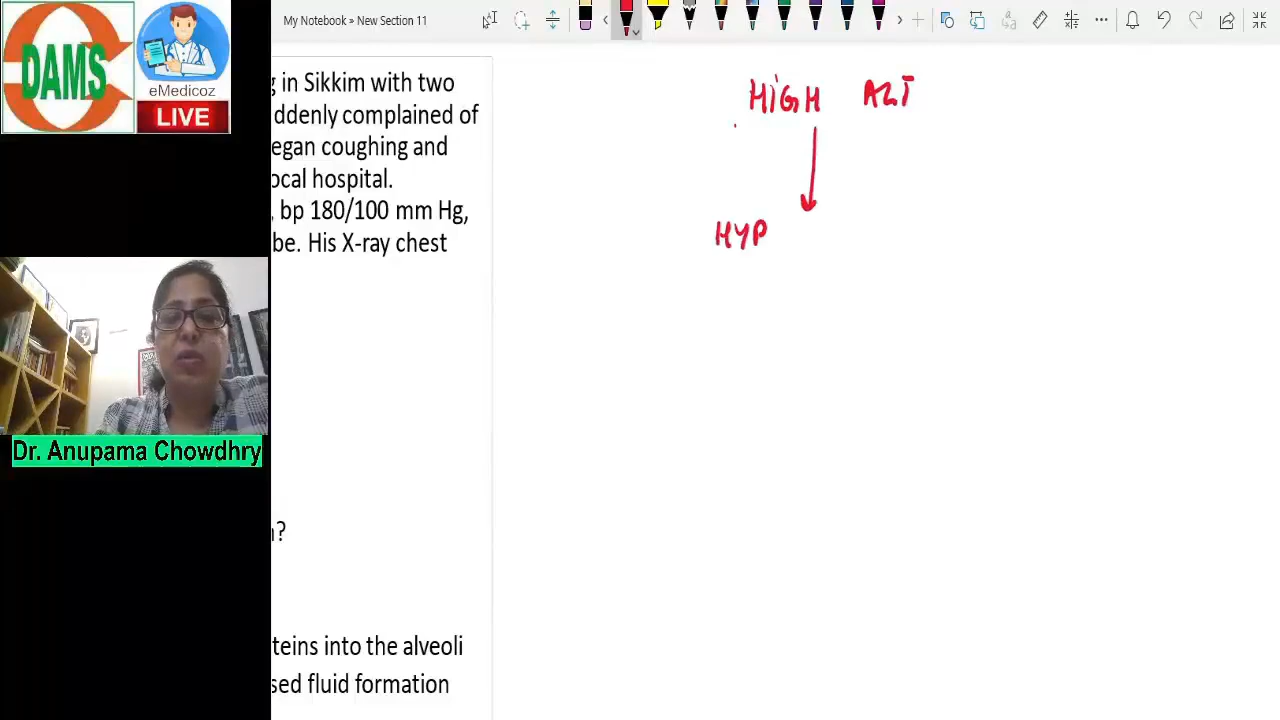 My Notebook » New Section 11
DAMS
eMedicoz
LIVE
g in Sikkim with two
ddenly complained of
egan coughing and
ocal hospital.
, bp 180/100 mm Hg,
be. His X-ray chest
HIGH ALT
HYP
Dr. Anupama Chowdhry
n?
teins into the alveoli
sed fluid formation